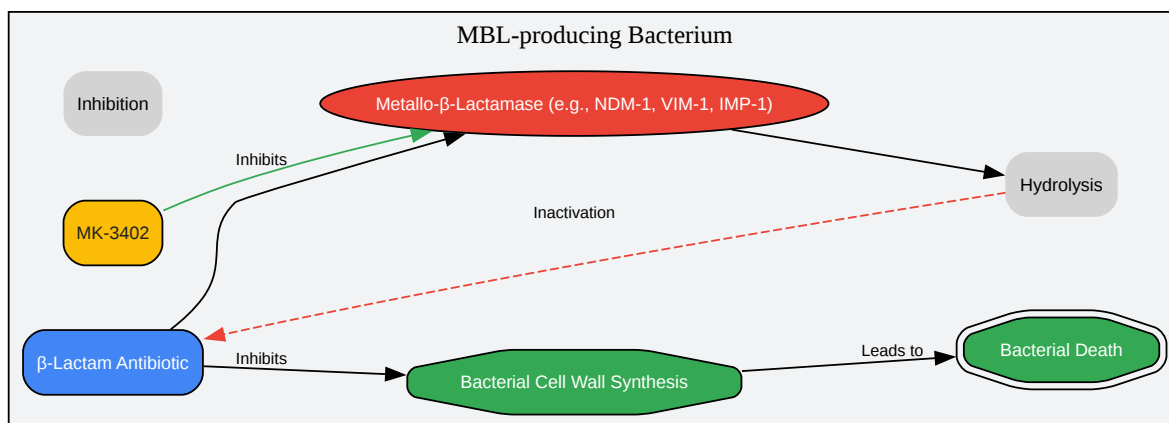 MBL-producing Bacterium
Inhibition
Metallo-β-Lactamase (e.g., NDM-1, VIM-1, IMP-1)
Inhibits
Hydrolysis
MK-3402
Inactivation
β-Lactam Antibiotic
Inhibits
Bacterial Cell Wall Synthesis
Leads to
Bacterial Death